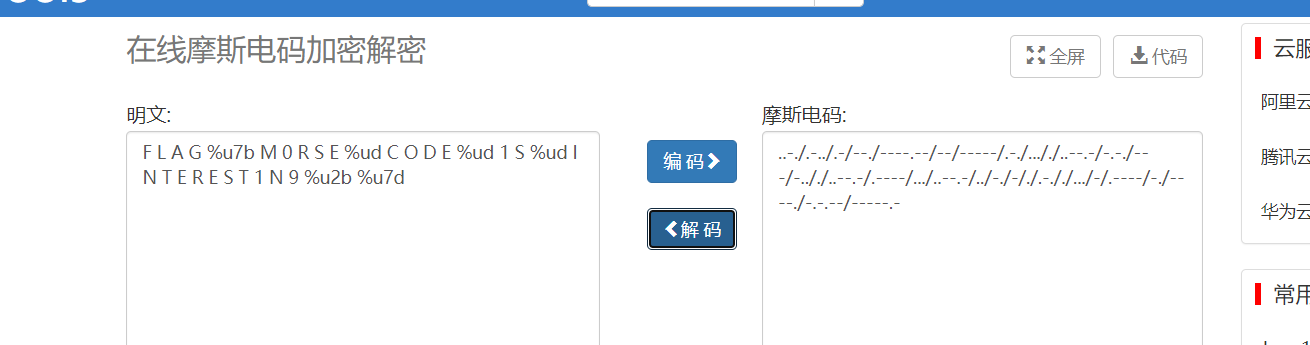 在线摩斯电码加密解密
全屏
代码
明文:
摩斯电码:
F L A G %u7b M 0 R S E %ud C O D E %ud 1 S %ud I
N T E R E S T 1 N 9 %u2b %u7d
编 码
解 码
..-./.-../.-/--./----.--/--/-----/.-./..././..--.-/-.-./--
-/-.././..--.-/.----/.../..--.-/../-./-/./.-././.../-/.----/-./--
--./-.-.--/-----.-
云服
阿里云
腾讯云
华为云
常用